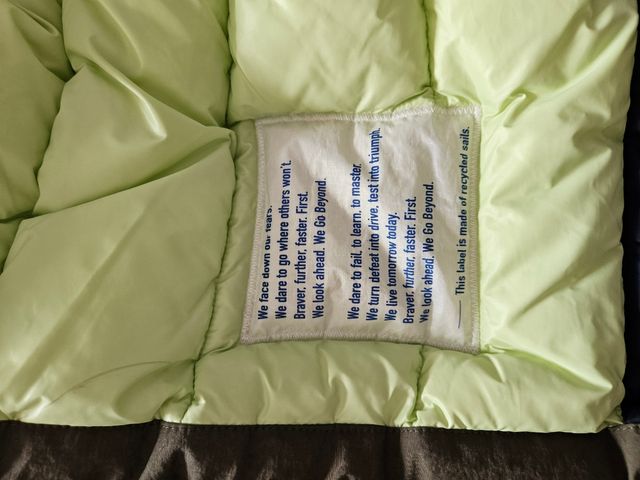 We face down our fears.
We dare to go where others won't.
Braver, further, faster. First.
We look ahead. We Go Beyond.
We dare to fail, to learn, to master.
We turn defeat into drive, test into triumph.
We live tomorrow today.
Braver, further, faster. First.
We look ahead. We Go Beyond.
This label is made of recycled sails.